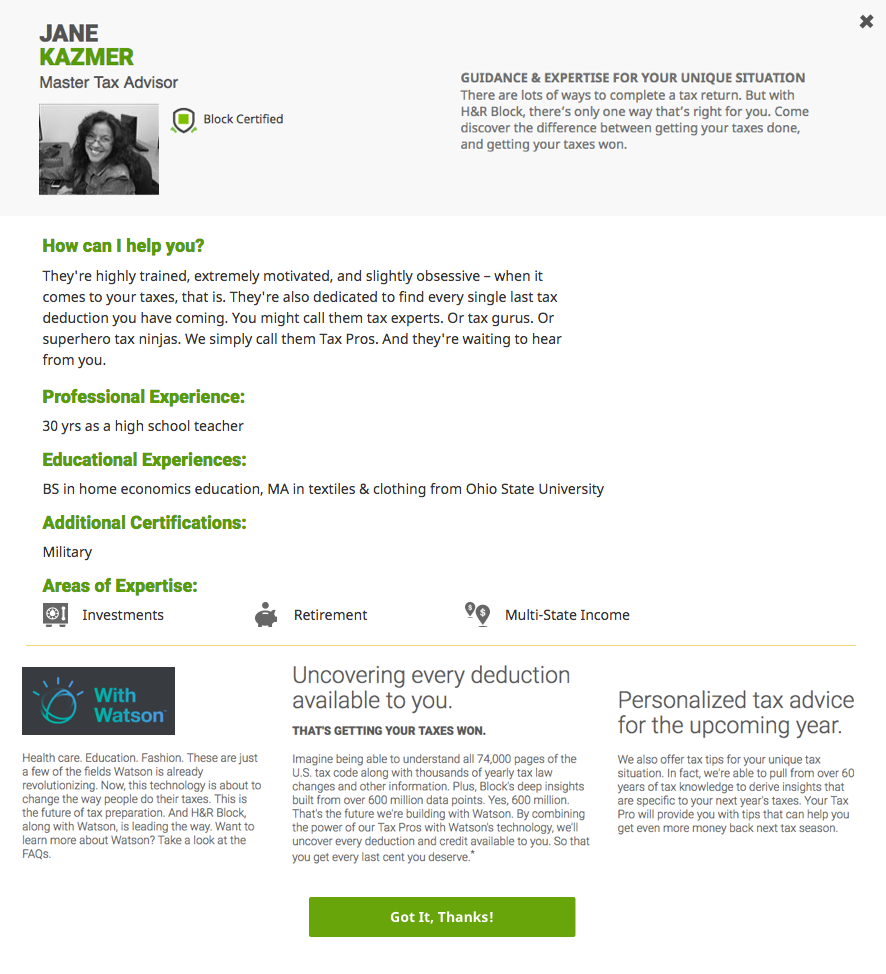 JANE
KAZMER
Master Tax Advisor
Block Certified
GUIDANCE & EXPERTISE FOR YOUR UNIQUE SITUATION
There are lots of ways to complete a tax return. But with
H&R Block, there's only one way that's right for you. Come
discover the difference between getting your taxes done,
and getting your taxes won.
How can I help you?
They're highly trained, extremely motivated, and slightly obsessive – when it
comes to your taxes, that is. They're also dedicated to find every single last tax
deduction you have coming. You might call them tax experts. Or tax gurus. Or
superhero tax ninjas. We simply call them Tax Pros. And they're waiting to hear
from you.
Professional Experience:
30 yrs as a high school teacher
Educational Experiences:
BS in home economics education, MA in textiles & clothing from Ohio State University
Additional Certifications:
Military
Areas of Expertise:
Investments
Retirement
Multi-State Income
With
Watson
Health care. Education. Fashion. These are just
a few of the fields Watson is already
revolutionizing. Now, this technology is about to
change the way people do their taxes. This is
the future of tax preparation. And H&R Block,
along with Watson, is leading the way. Want to
learn more about Watson? Take a look at the
FAQs.
Uncovering every deduction
available to you.
THAT'S GETTING YOUR TAXES WON.
Imagine being able to understand all 74,000 pages of the
U.S. tax code along with thousands of yearly tax law
changes and other information. Plus, Block's deep insights
built from over 600 million data points. Yes, 600 million.
That's the future we're building with Watson. By combining
the power of our Tax Pros with Watson's technology, we'll
uncover every deduction and credit available to you. So that
you get every last cent you deserve.*
Personalized tax advice
for the upcoming year.
We also offer tax tips for your unique tax
situation. In fact, we're able to pull from over 60
years of tax knowledge to derive insights that
are specific to your next year's taxes. Your Tax
Pro will provide you with tips that can help you
get even more money back next tax season.
Got It, Thanks!